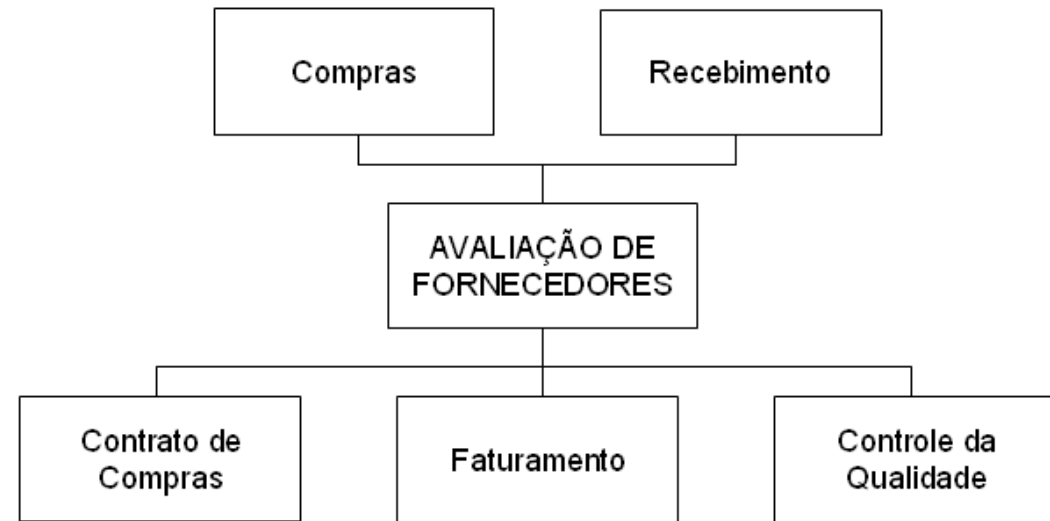 Compras
Recebimento
AVALIAÇÃO DE
FORNECEDORES
Contrato de
Compras
Faturamento
Controle da
Qualidade